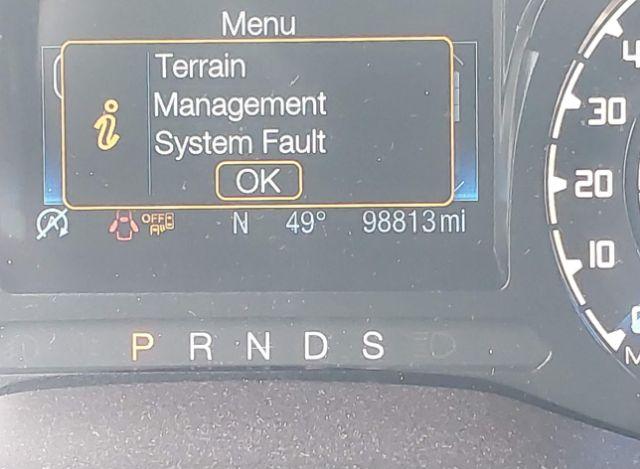 Menu
Terrain
Management
System Fault
OK
OFF
N 49° 98813mi
P R N D S
30
20
10